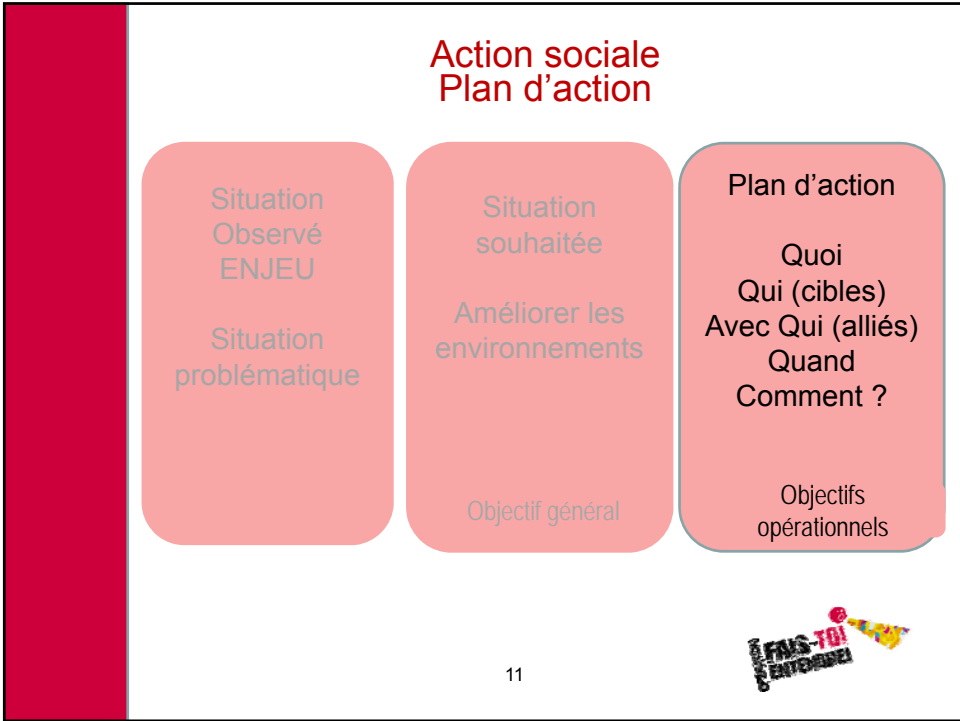 Action sociale
Plan d’action
Situation
Observé
ENJEU
Situation
problématique
Situation
souhaitée
Améliorer les
environnements
Objectif général
Plan d’action
Quoi
Qui (cibles)
Avec Qui (alliés)
Quand
Comment ?
Objectifs
opérationnels
FAIS-TOI
ENTENDRE!
11